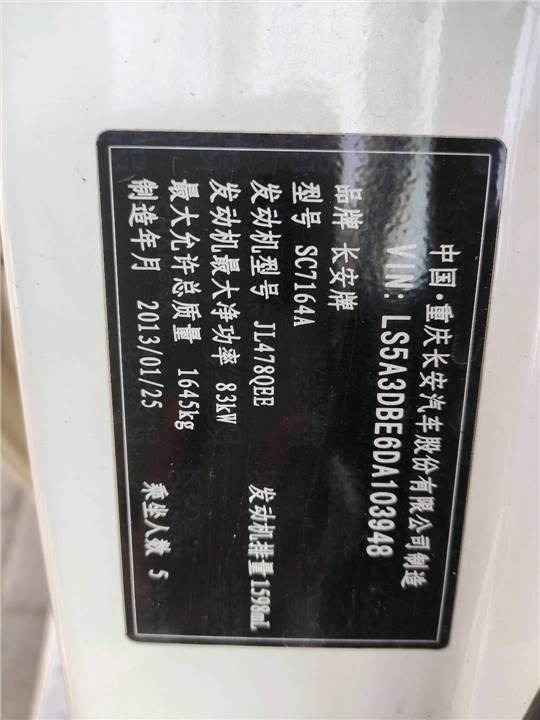 中国·重庆长安汽车股份有限公司制造
VIN: LS5A3DBE6DA103948
品牌 长安牌
型号 SC7164A
发动机型号 JL478QEE 发动机排量 1598mL
发动机最大净功率 83kW
最大允许总质量 1645kg
制造年月 2013/01/25 乘坐人数 5